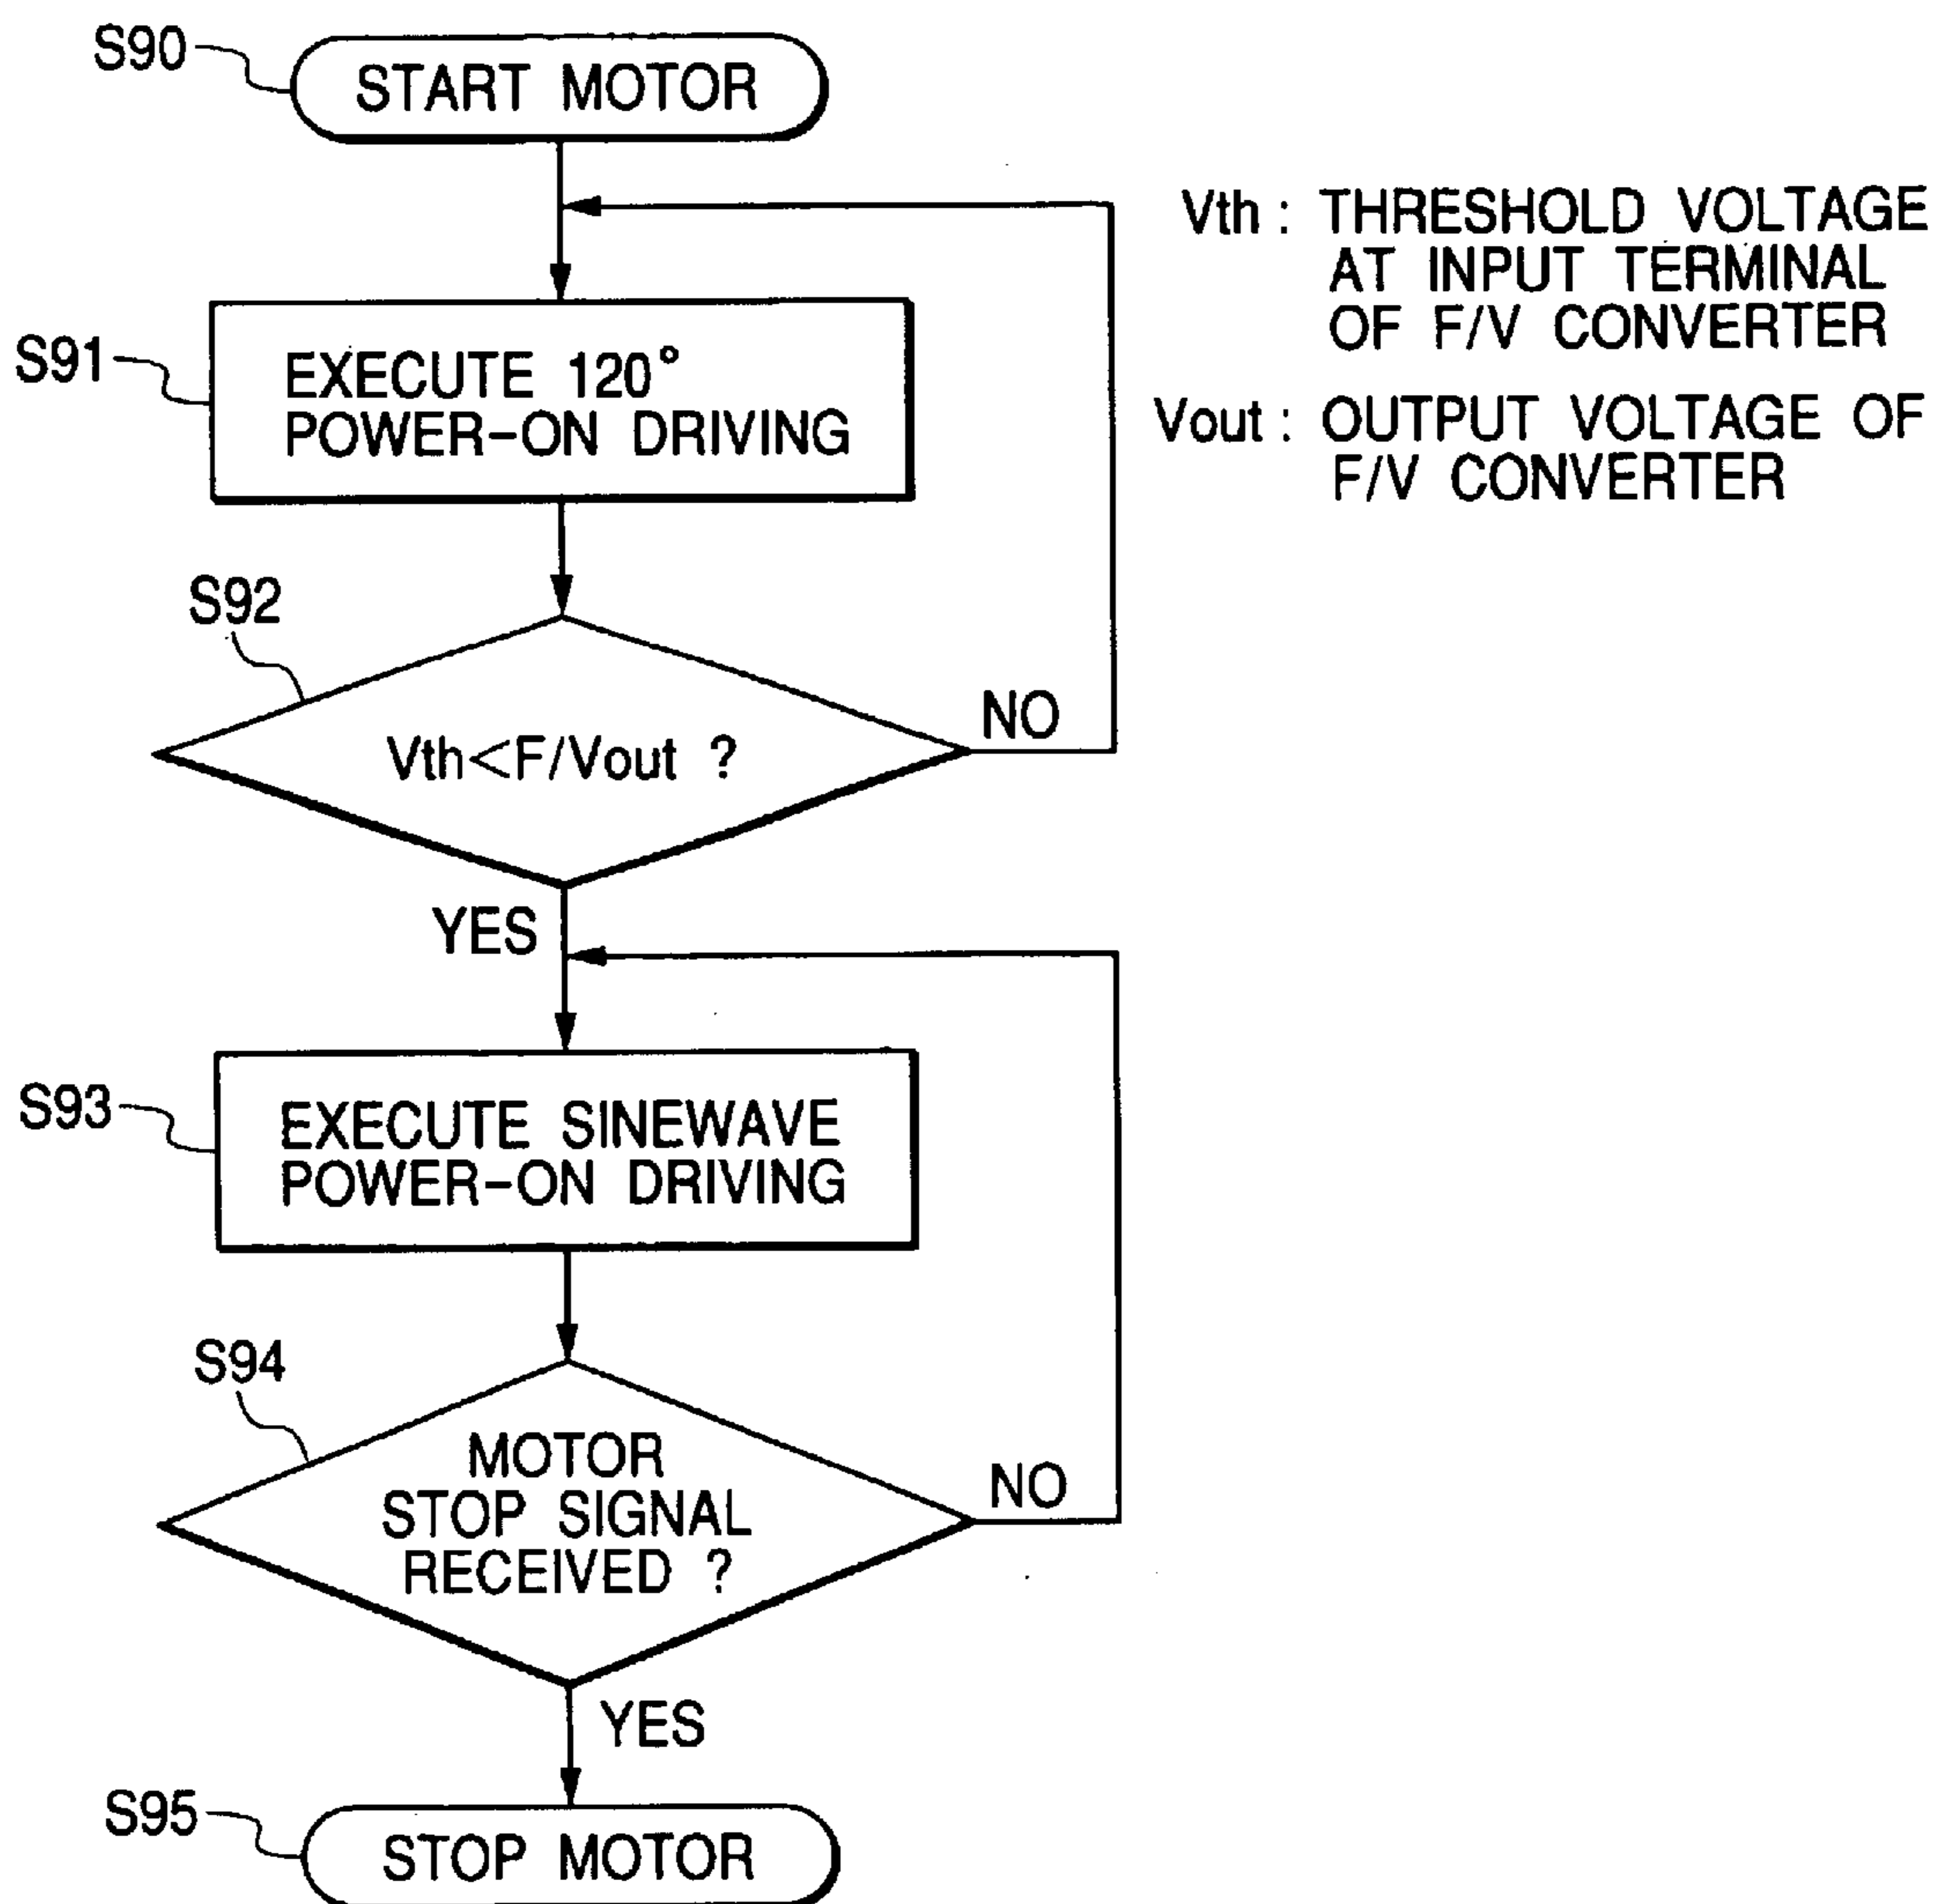 S90
START MOTOR
Vth : THRESHOLD VOLTAGE
AT INPUT TERMINAL
OF F/V CONVERTER
Vout : OUTPUT VOLTAGE OF
F/V CONVERTER
S91
EXECUTE 120°
POWER-ON DRIVING
S92
Vth<F/Vout ?
NO
YES
S93
EXECUTE SINEWAVE
POWER-ON DRIVING
S94
MOTOR
STOP SIGNAL
RECEIVED ?
NO
YES
S95
STOP MOTOR